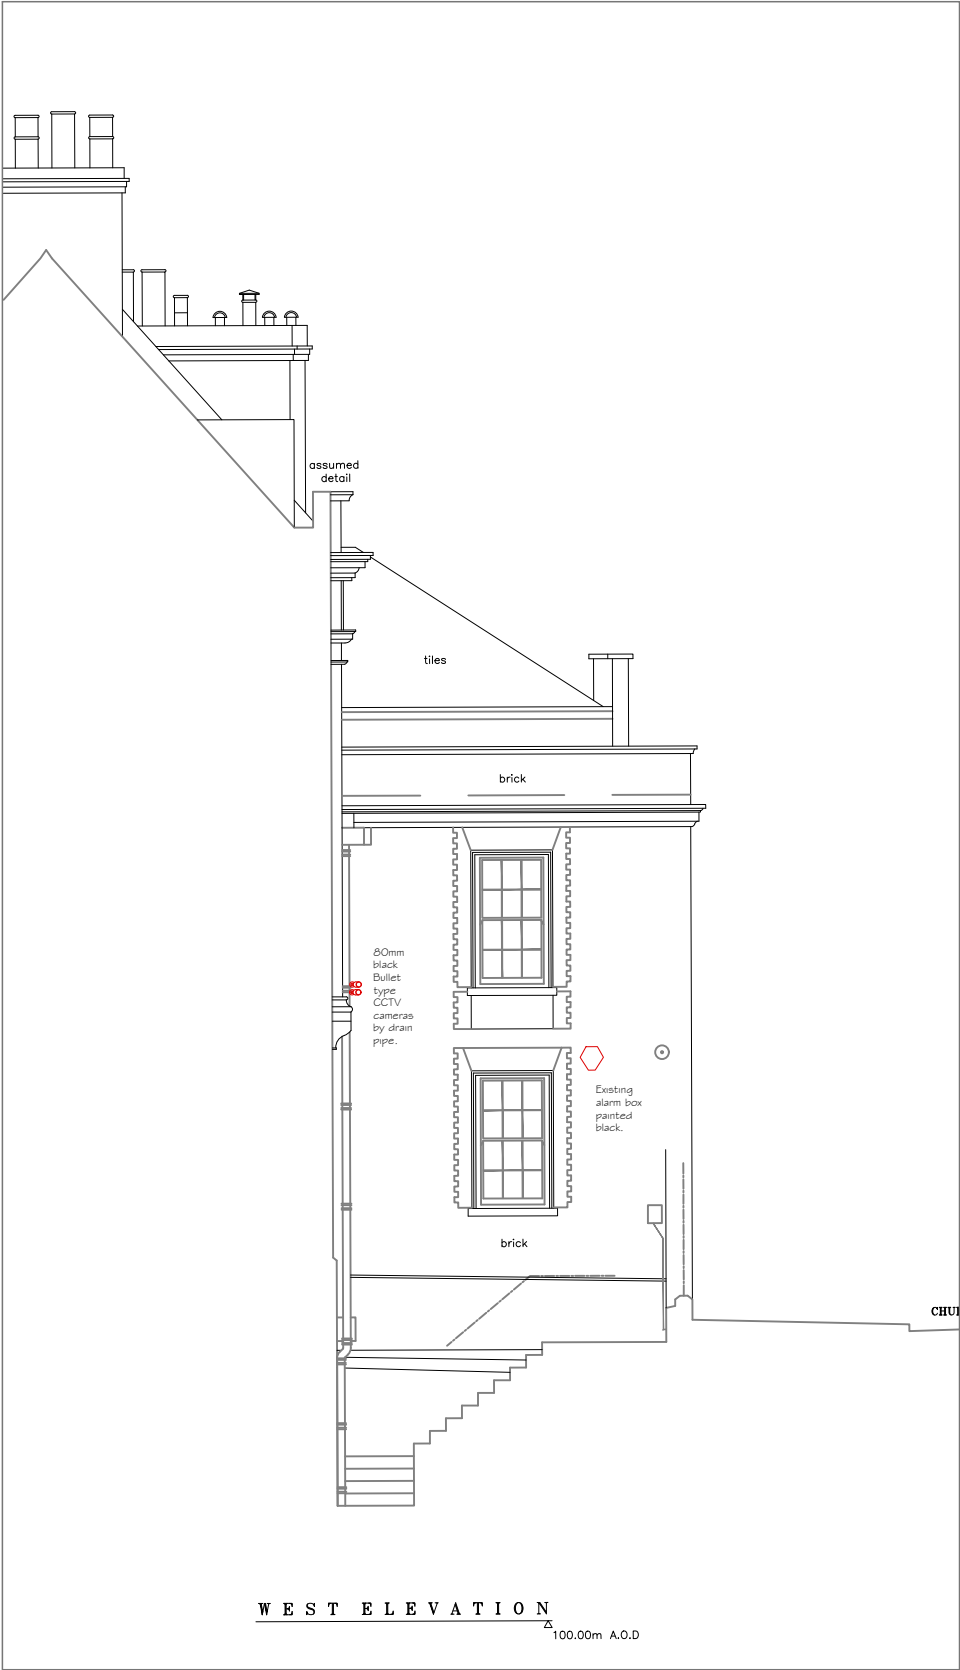 assumed
detail
tiles
brick
80mm
black
Bullet
type
CCTV
cameras
by drain
pipe.
Existing
alarm box
painted
black.
brick
CHU
WEST ELEVATION
100.00m A.O.D